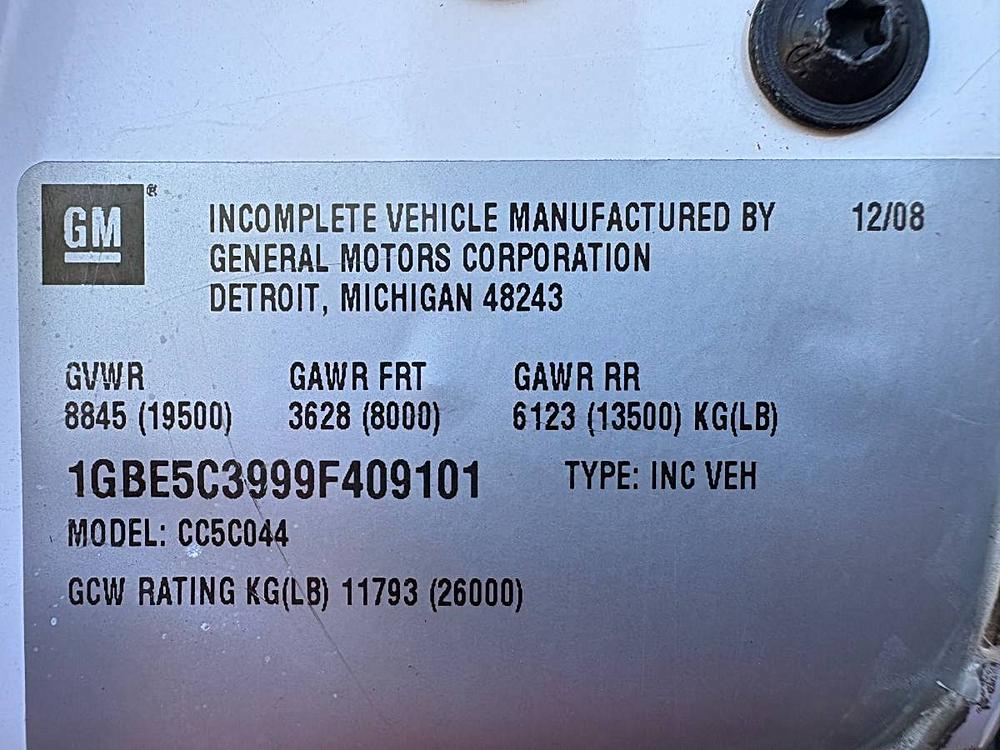 GM®
INCOMPLETE VEHICLE MANUFACTURED BY 12/08
GENERAL MOTORS CORPORATION
DETROIT, MICHIGAN 48243
GVWR GAWR FRT GAWR RR
8845 (19500) 3628 (8000) 6123 (13500) KG(LB)
1GBE5C3999F409101 TYPE: INC VEH
MODEL: CC5C044
GCW RATING KG(LB) 11793 (26000)